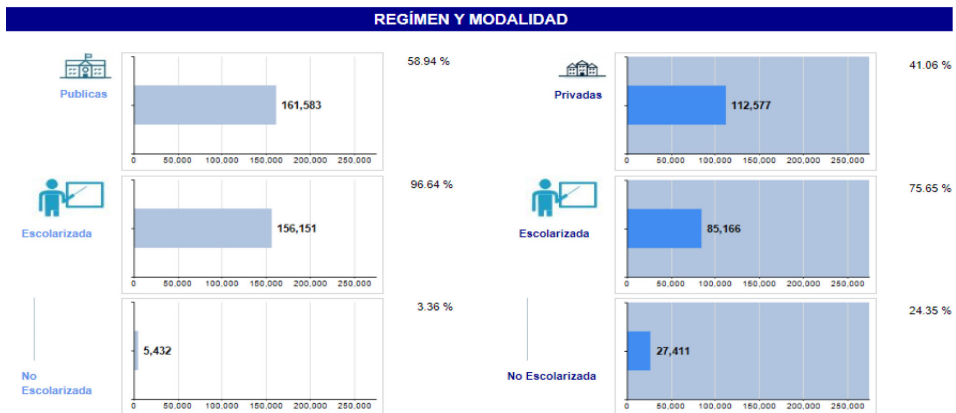 REGÍMEN Y MODALIDAD
Publicas
161,583
0 50.000 100.000 150.000 200.000 250.000
58.94 %
Privadas
112,577
0 50,000 100,000 150,000 200,000 250,000
41.06 %
Escolarizada
156,151
0 50.000 100.000 150.000 200.000 250.000
96.64 %
Escolarizada
85,166
0 50,000 100,000 150,000 200,000 250,000
75.65 %
No
Escolarizada
5,432
0 50.000 100.000 150.000 200.000 250.000
3.36 %
No Escolarizada
27,411
0 50,000 100,000 150,000 200,000 250,000
24.35 %